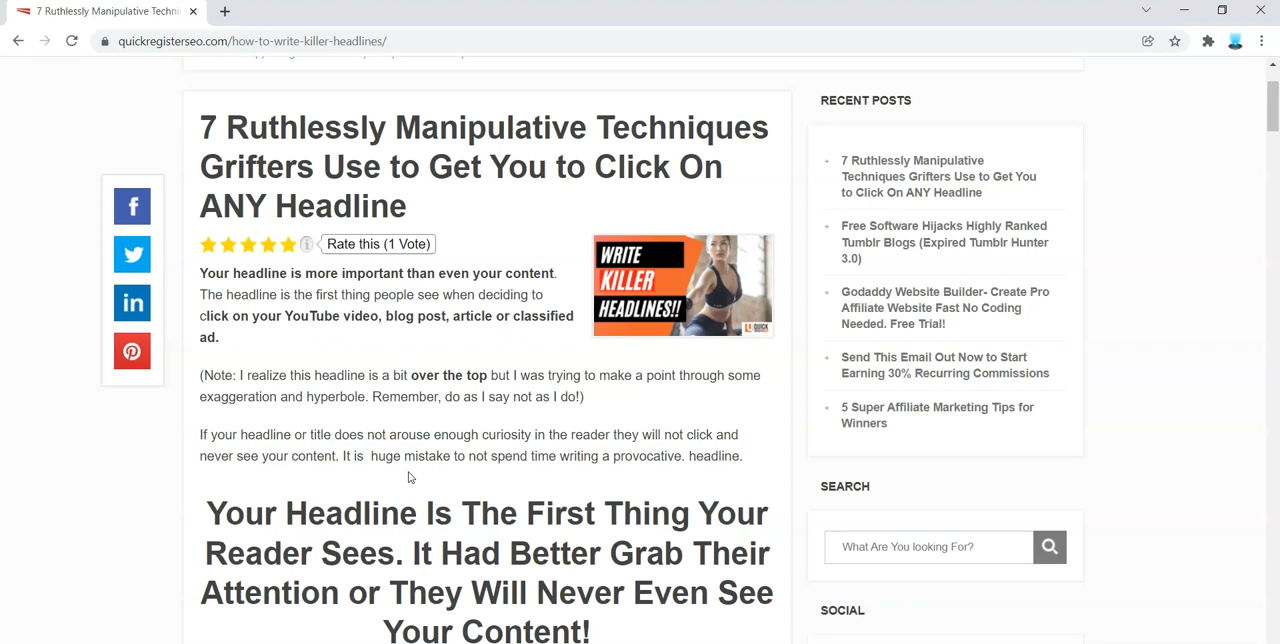 7 Ruthlessly Manipulative Techni
quickregisterseo.com/how-to-write-killer-headlines/
7 Ruthlessly Manipulative Techniques
Grifters Use to Get You to Click On
ANY Headline
Rate this (1 Vote)
Your headline is more important than even your content.
The headline is the first thing people see when deciding to
click on your YouTube video, blog post, article or classified
ad.
WRITE
KILLER
HEADLINES!!
QUICK
(Note: I realize this headline is a bit over the top but I was trying to make a point through some
exaggeration and hyperbole. Remember, do as I say not as I do!)
If your headline or title does not arouse enough curiosity in the reader they will not click and
never see your content. It is  huge mistake to not spend time writing a provocative. headline.
Your Headline Is The First Thing Your
Reader Sees. It Had Better Grab Their
Attention or They Will Never Even See
Your Content!
RECENT POSTS
7 Ruthlessly Manipulative
Techniques Grifters Use to Get You
to Click On ANY Headline
Free Software Hijacks Highly Ranked
Tumblr Blogs (Expired Tumblr Hunter
3.0)
Godaddy Website Builder- Create Pro
Affiliate Website Fast No Coding
Needed. Free Trial!
Send This Email Out Now to Start
Earning 30% Recurring Commissions
5 Super Affiliate Marketing Tips for
Winners
SEARCH
What Are You looking For?
SOCIAL